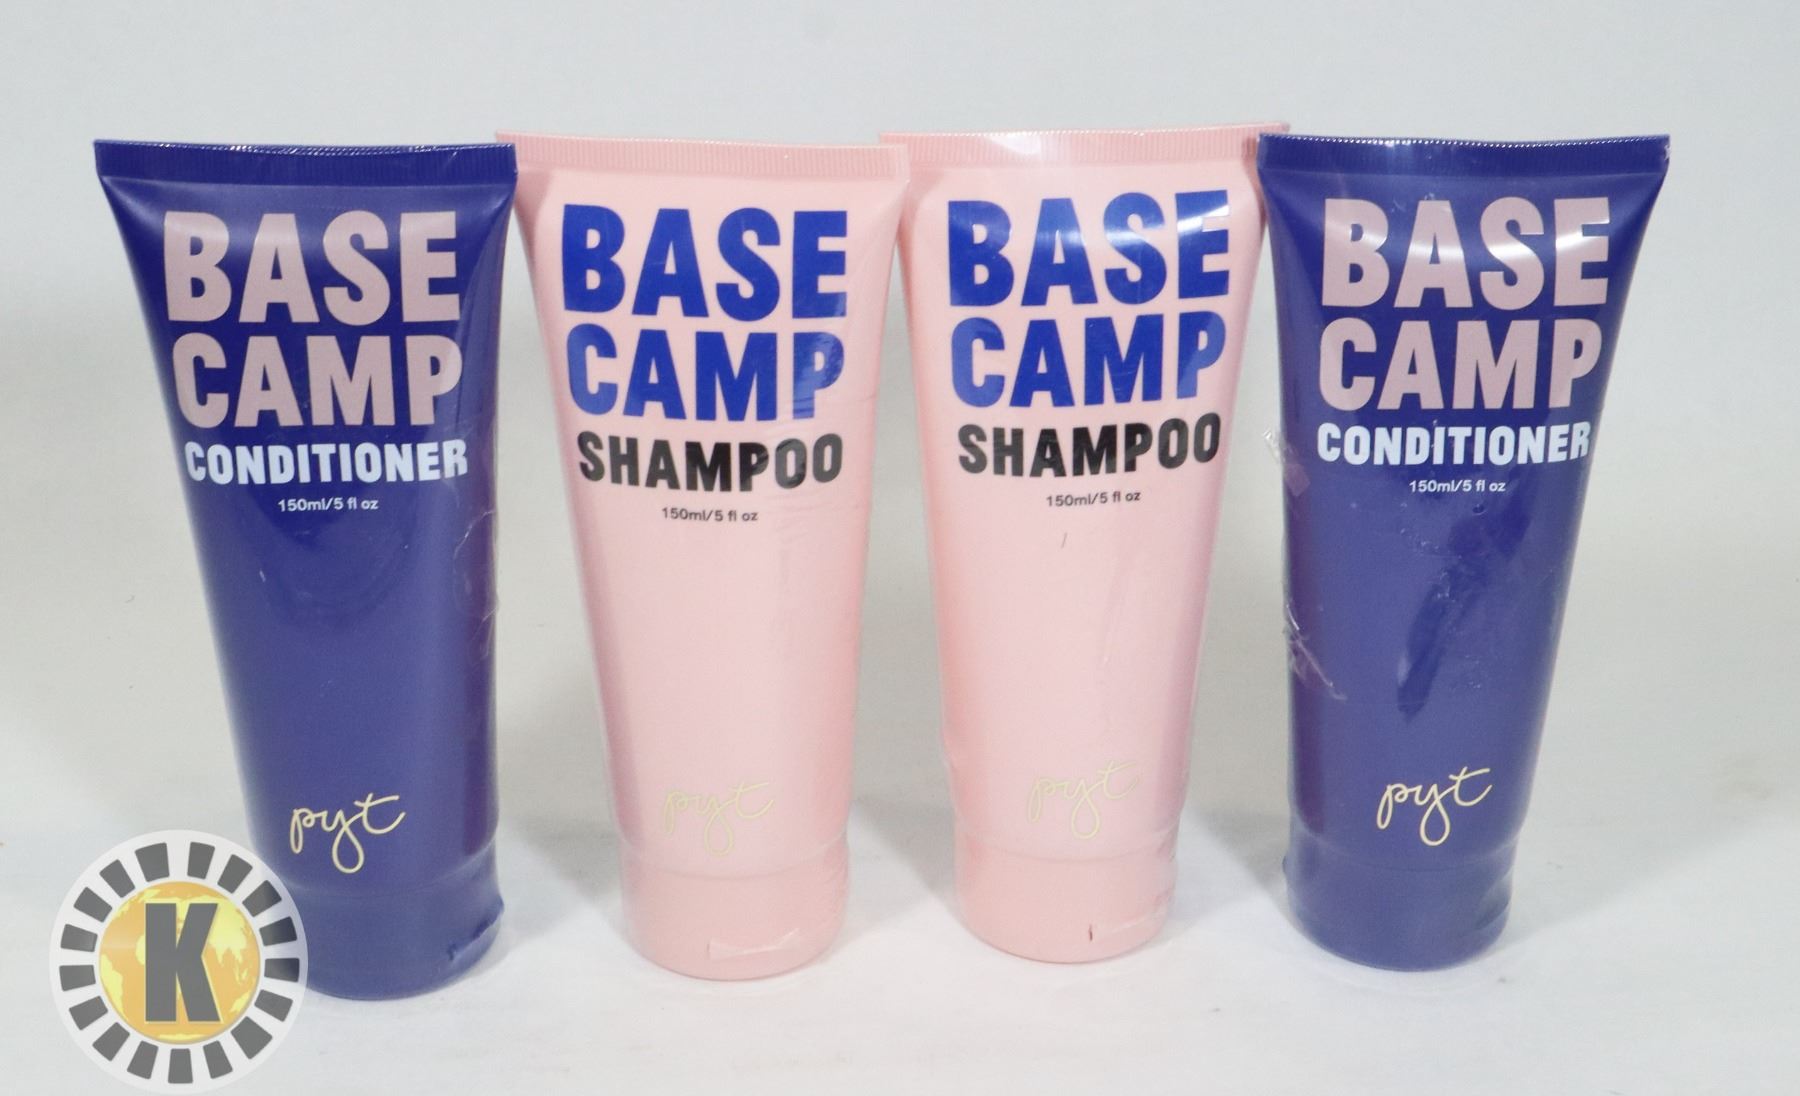 BASE
CAMP
CONDITIONER
150ml/5 fl oz
pyt
BASE
CAMP
SHAMPOO
150ml/5 fl oz
pyt
BASE
CAMP
SHAMPOO
150ml/5 fl oz
pyt
BASE
CAMP
CONDITIONER
150ml/5 fl oz
pyt
K